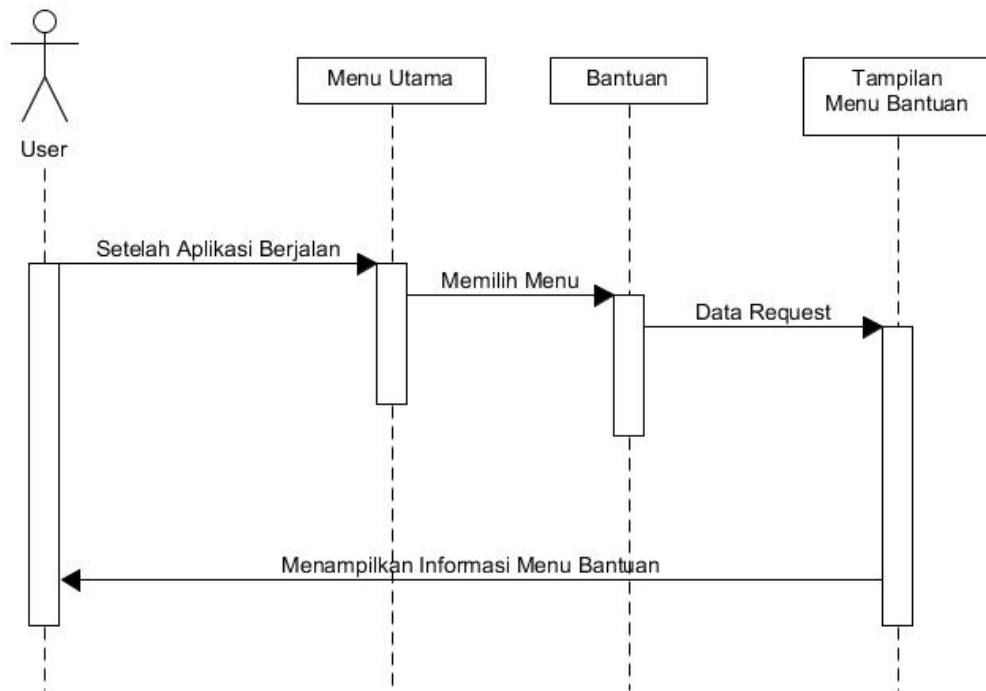 User
Menu Utama
Bantuan
Tampilan
Menu Bantuan
Setelah Aplikasi Berjalan
Memilih Menu
Data Request
Menampilkan Informasi Menu Bantuan